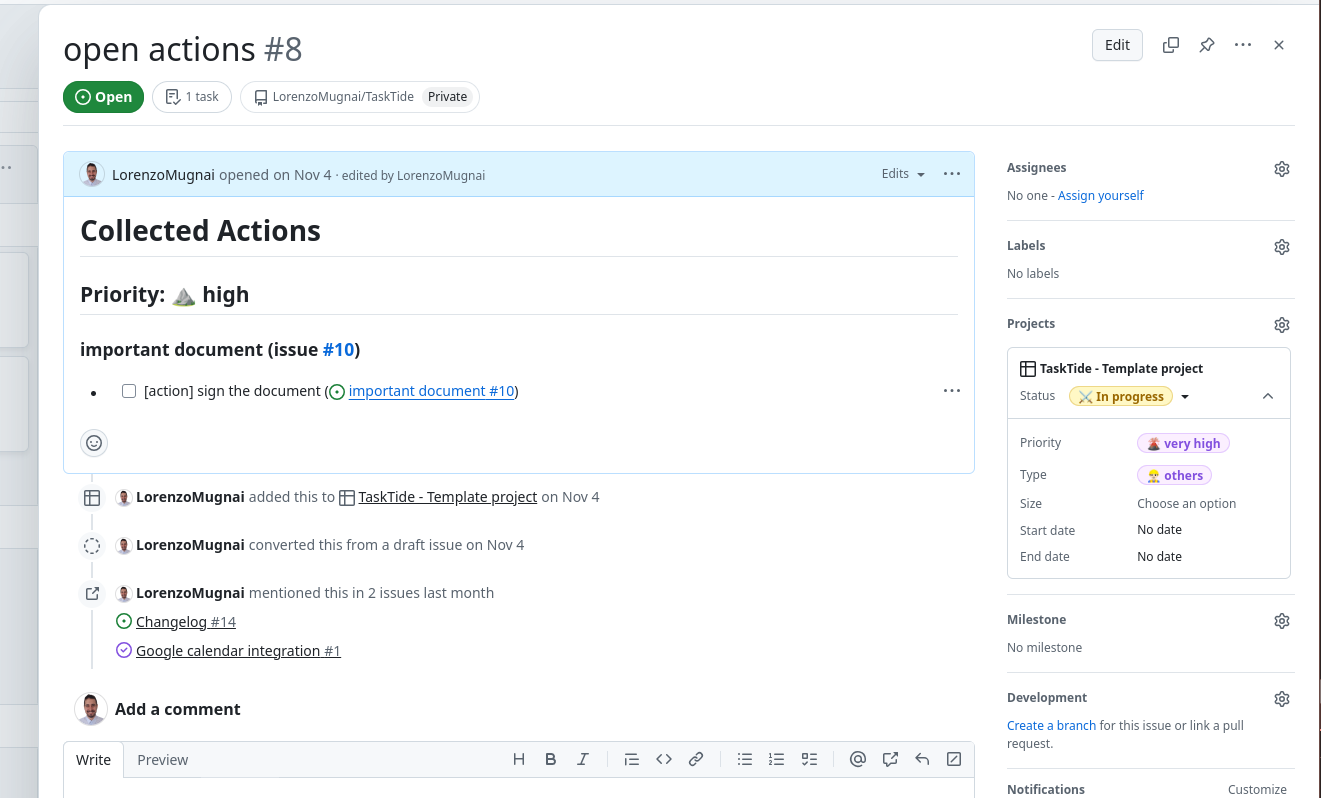 open actions #8
Edit
Open
1 task
LorenzoMugnai/TaskTide Private
LorenzoMugnai opened on Nov 4 · edited by LorenzoMugnai
Edits
Collected Actions
Priority: ⛰️ high
important document (issue #10)
[action] sign the document (important document #10)
LorenzoMugnai added this to TaskTide - Template project on Nov 4
LorenzoMugnai converted this from a draft issue on Nov 4
LorenzoMugnai mentioned this in 2 issues last month
Changelog #14
Google calendar integration #1
Add a comment
Write
Preview
Assignees
No one - Assign yourself
Labels
No labels
Projects
TaskTide - Template project
Status ⚔️ In progress
Priority 🌋 very high
Type 👷 others
Size Choose an option
Start date No date
End date No date
Milestone
No milestone
Development
Create a branch for this issue or link a pull
request.
Notifications Customize